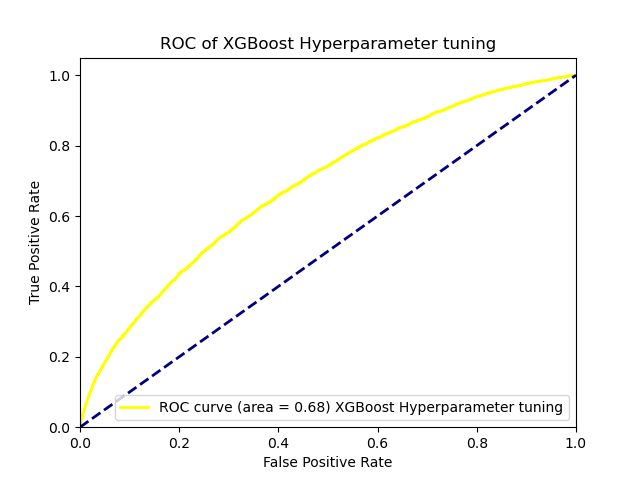 ROC of XGBoost Hyperparameter tuning
True Positive Rate
1.0
0.8
0.6
0.4
0.2
0.0
ROC curve (area = 0.68) XGBoost Hyperparameter tuning
0.0 0.2 0.4 0.6 0.8 1.0
False Positive Rate